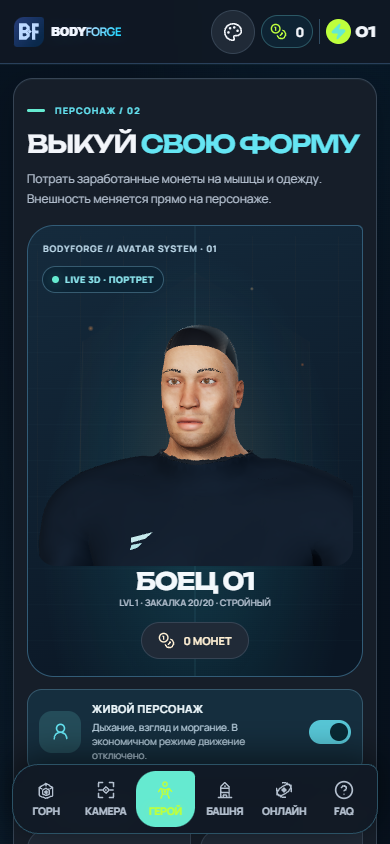 BF BODYFORGE
0
01
ПЕРСОНАЖ / 02
ВЫКУЙ СВОЮ ФОРМУ
Потрать заработанные монеты на мышцы и одежду.
Внешность меняется прямо на персонаже.
BODYFORGE // AVATAR SYSTEM · 01
LIVE 3D · ПОРТРЕТ
БОЕЦ 01
LVL 1 · ЗАКАЛКА 20/20 · СТРОЙНЫЙ
0 МОНЕТ
ЖИВОЙ ПЕРСОНАЖ
Дыхание, взгляд и моргание. В
экономичном режиме движение
отключено.
ГОРН
КАМЕРА
ГЕРОЙ
БАШНЯ
ОНЛАЙН
FAQ